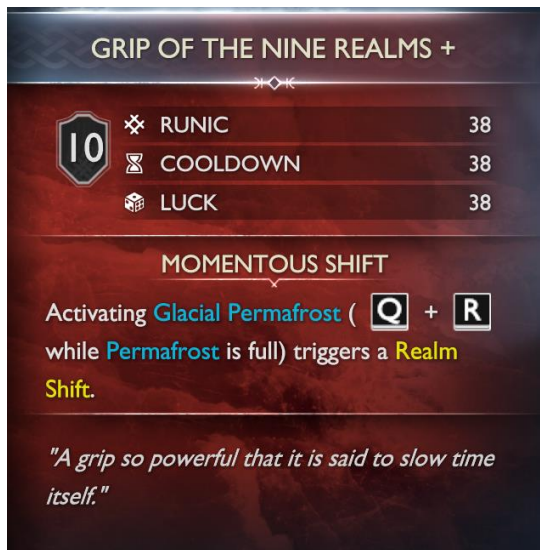 GRIP OF THE NINE REALMS +
10
RUNIC 38
COOLDOWN 38
LUCK 38
MOMENTOUS SHIFT
Activating Glacial Permafrost ( Q + R
while Permafrost is full) triggers a Realm
Shift.
"A grip so powerful that it is said to slow time
itself."